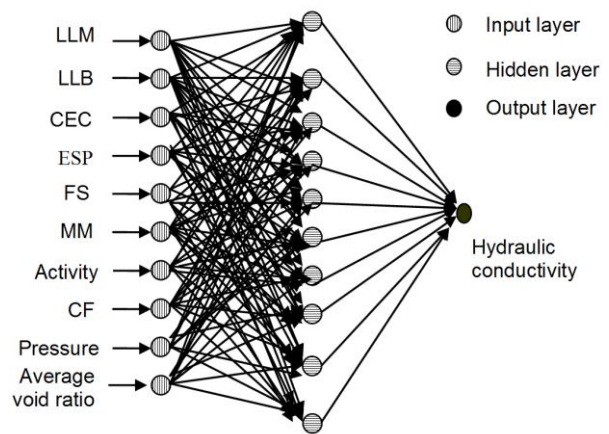 LLM
LLB
CEC
ESP
FS
MM
Activity
CF
Pressure
Average
void ratio
Input layer
Hidden layer
Output layer
Hydraulic
conductivity